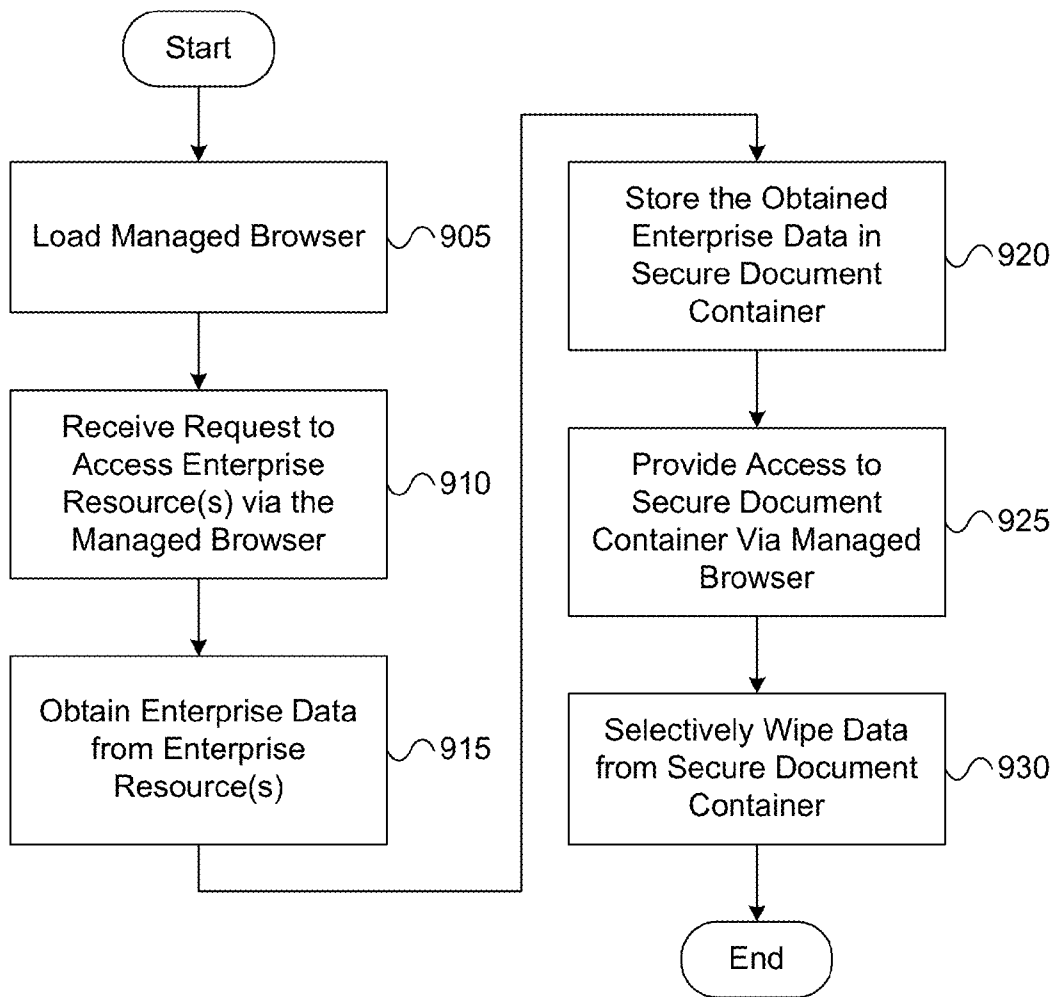 Start
Load Managed Browser
905
Receive Request to
Access Enterprise
Resource(s) via the
Managed Browser
910
Obtain Enterprise Data
from Enterprise
Resource(s)
915
Store the Obtained
Enterprise Data in
Secure Document
Container
920
Provide Access to
Secure Document
Container Via Managed
Browser
925
Selectively Wipe Data
from Secure Document
Container
930
End